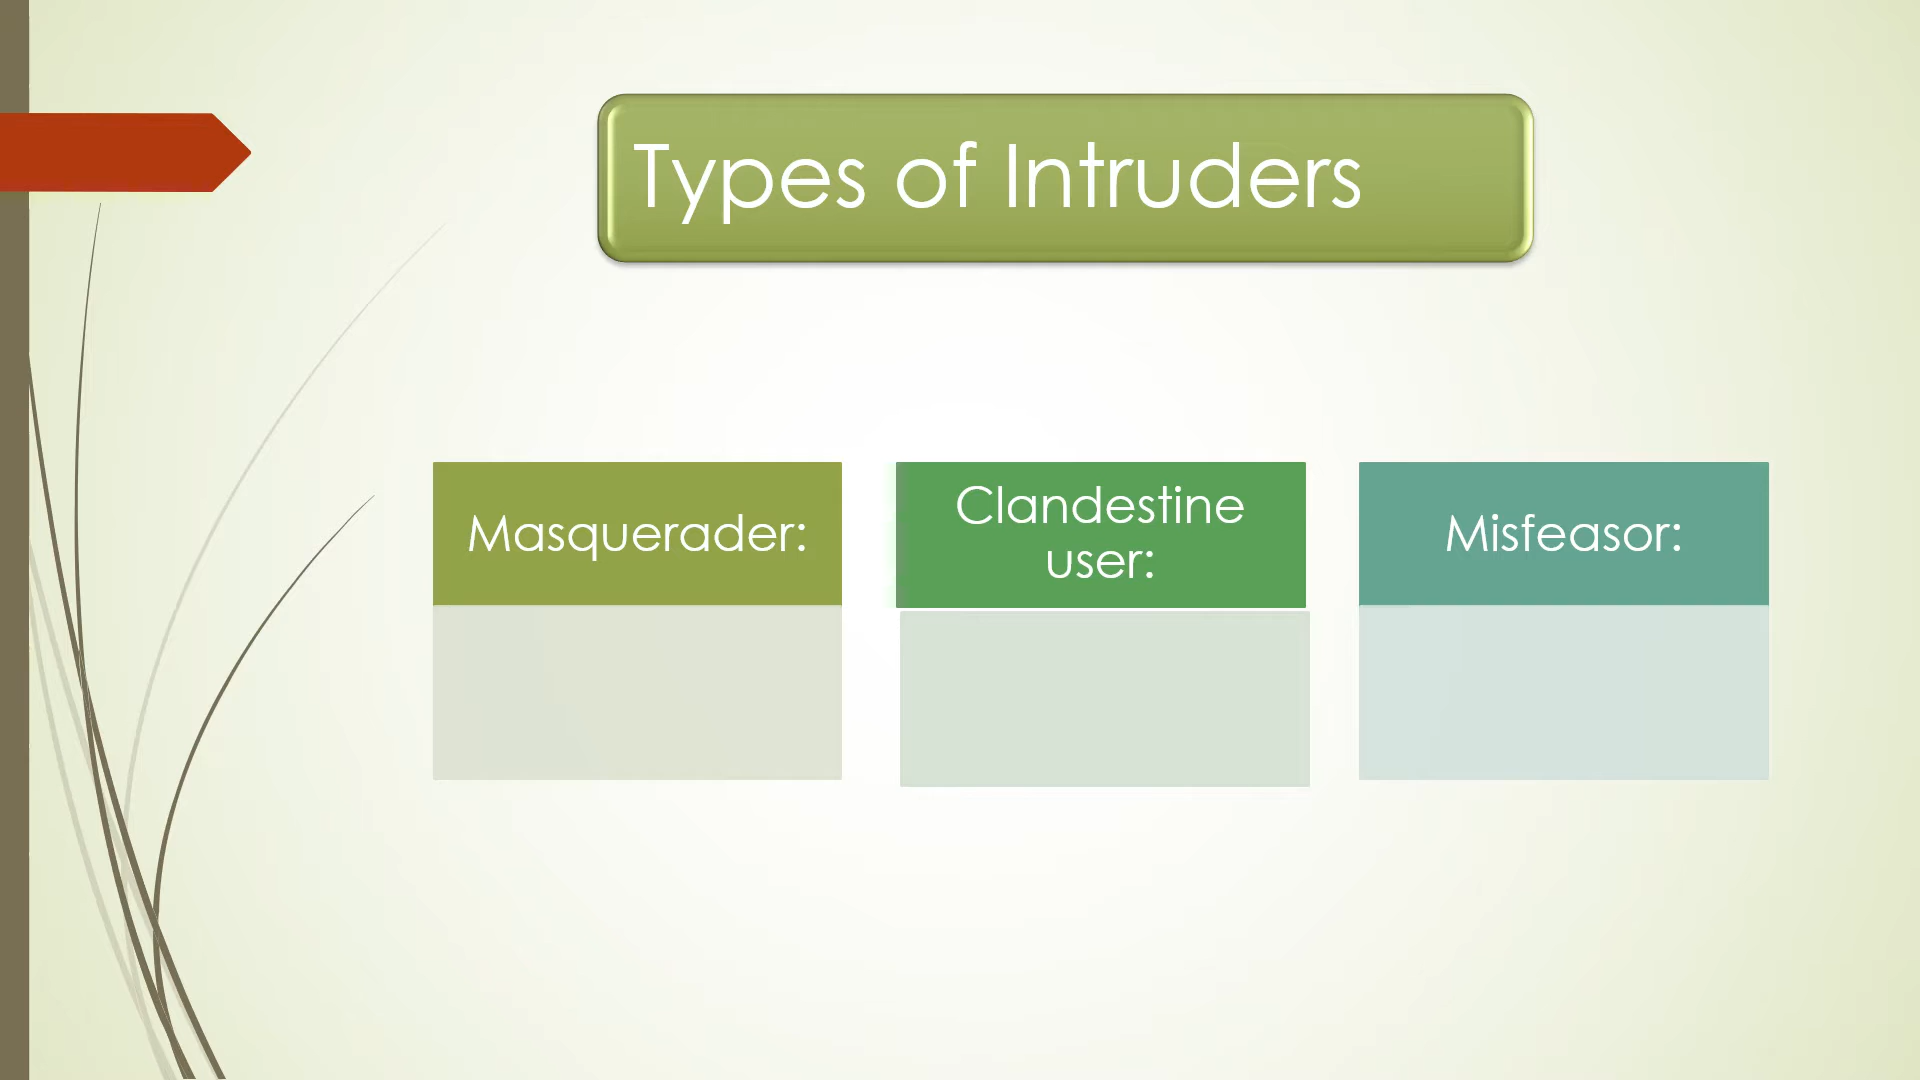 Types of Intruders
Masquerader:
Clandestine
user:
Misfeasor: